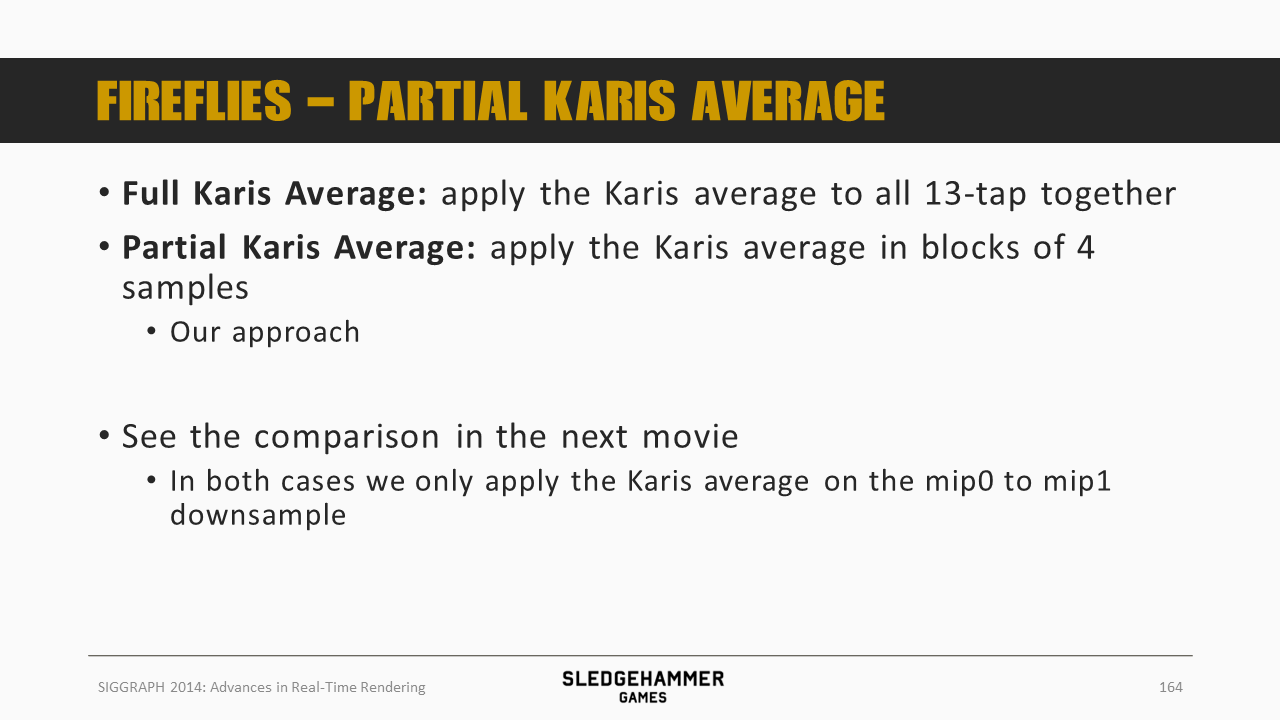 FIREFLIES – PARTIAL KARIS AVERAGE
• Full Karis Average: apply the Karis average to all 13-tap together
• Partial Karis Average: apply the Karis average in blocks of 4
samples
• Our approach
• See the comparison in the next movie
• In both cases we only apply the Karis average on the mip0 to mip1
downsample
SIGGRAPH 2014: Advances in Real-Time Rendering
SLEDGEHAMMER
GAMES
164